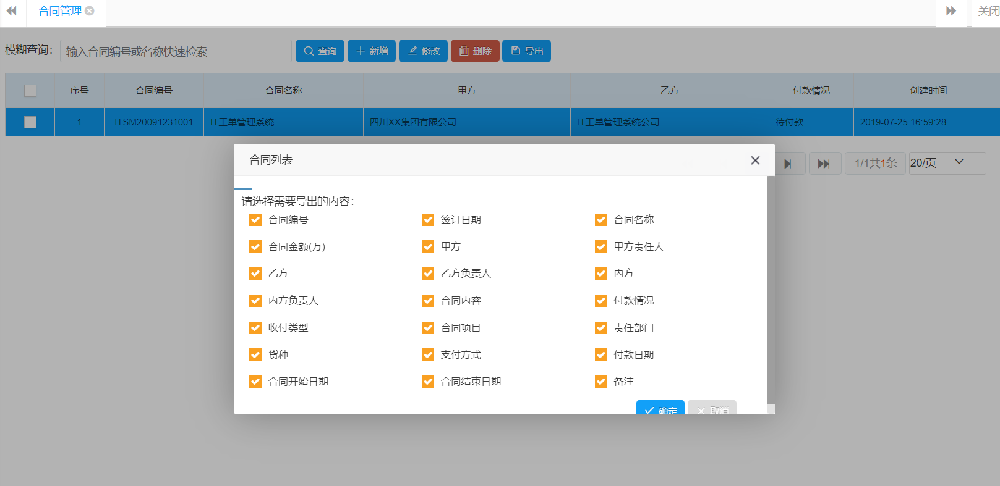 合同管理
关闭
模糊查询：
输入合同编号或名称快速检索
查询
新增
修改
删除
导出
序号 合同编号 合同名称 甲方 乙方 付款情况 创建时间
1 ITSM20091231001 IT工单管理系统 四川XX集团有限公司 IT工单管理系统公司 待付款 2019-07-25 16:59:28
1/1共1条
20/页
合同列表
请选择需要导出的内容：
合同编号 签订日期 合同名称
合同金额(万) 甲方 甲方责任人
乙方 乙方负责人 丙方
丙方负责人 合同内容 付款情况
收付类型 合同项目 责任部门
货种 支付方式 付款日期
合同开始日期 合同结束日期 备注
确定 取消